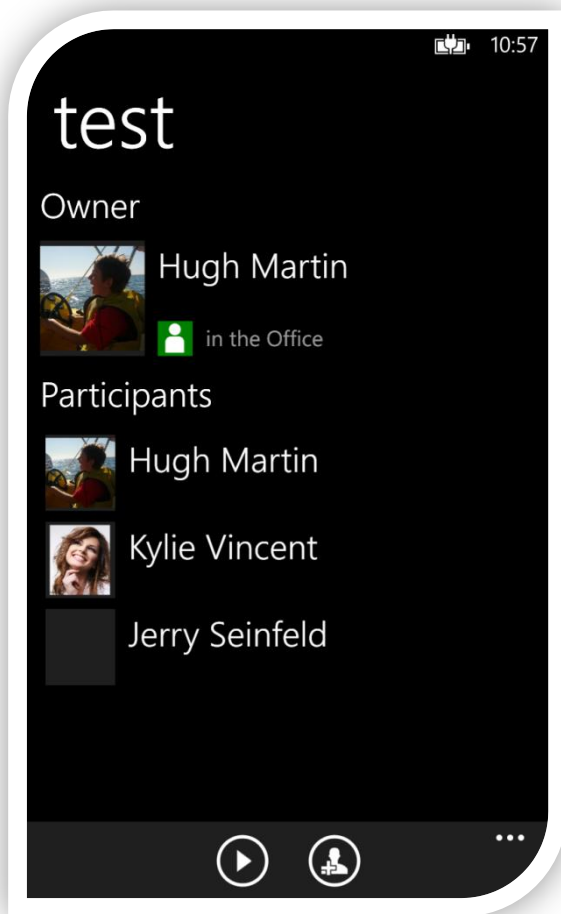 10:57
test
Owner
Hugh Martin
in the Office
Participants
Hugh Martin
Kylie Vincent
Jerry Seinfeld